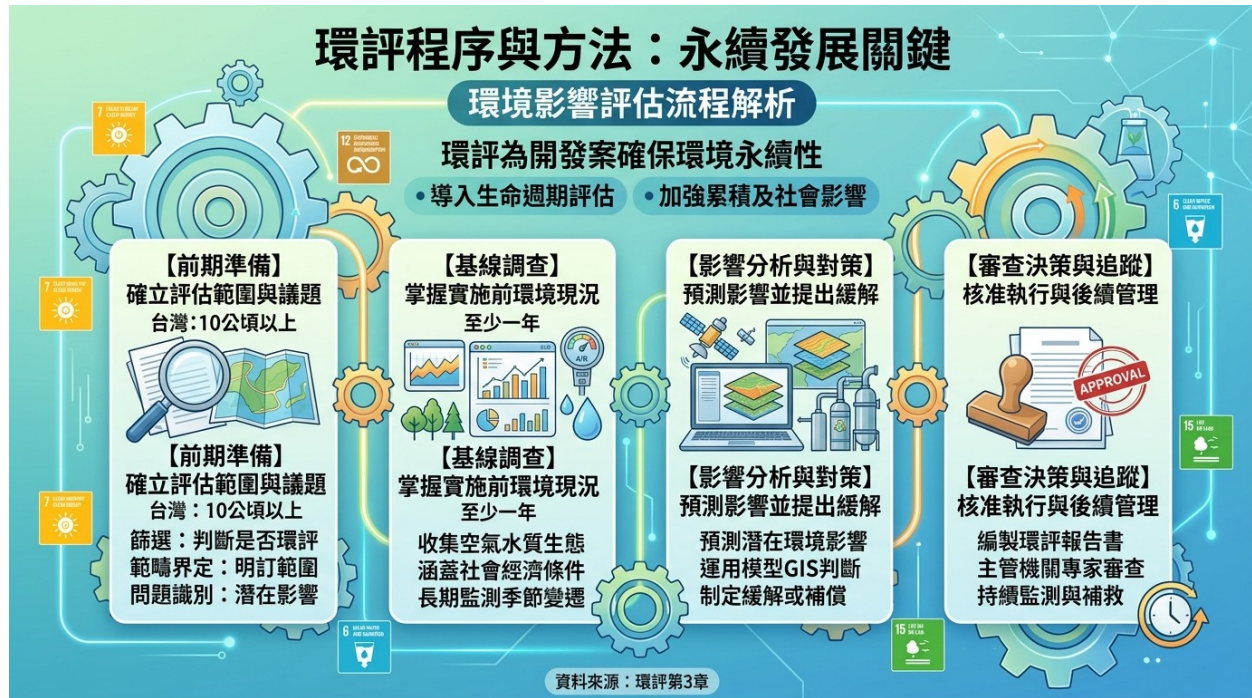 環評程序與方法：永續發展關鍵
環境影響評估流程解析
環評為開發案確保環境永續性
• 導入生命週期評估
• 加強累積及社會影響
7
12
6
7
7
6
15
15
【前期準備】
確立評估範圍與議題
台灣：10公頃以上
【前期準備】
確立評估範圍與議題
台灣：10公頃以上
篩選：判斷是否環評
範疇界定：明訂範圍
問題識別：潛在影響
【基線調查】
掌握實施前環境現況
至少一年
A/R
【基線調查】
掌握實施前環境現況
至少一年
收集空氣水質生態
涵蓋社會經濟條件
長期監測季節變遷
【影響分析與對策】
預測影響並提出緩解
【影響分析與對策】
預測影響並提出緩解
預測潛在環境影響
運用模型GIS判斷
制定緩解或補償
【審查決策與追蹤】
核准執行與後續管理
APPROVAL
【審查決策與追蹤】
核准執行與後續管理
編製環評報告書
主管機關專家審查
持續監測與補救
資料來源：環評第3章